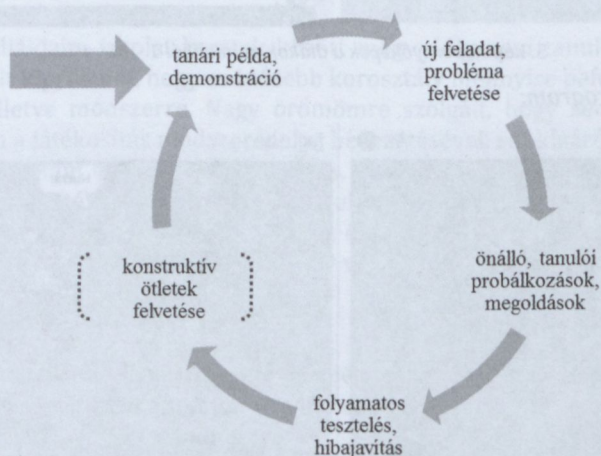 tanári példa,
demonstráció
új feladat,
probléma
felvetése
önálló, tanulói
probálkozások,
megoldások
folyamatos
tesztelés,
hibajavítás
konstruktív
ötletek
felvetése